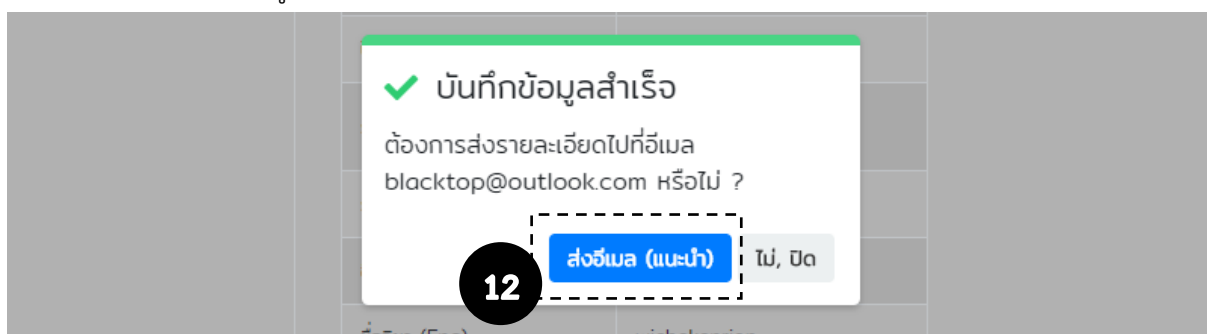 บันทึกข้อมูลสำเร็จ
ต้องการส่งรายละเอียดไปที่อีเมล
blacktop@outlook.com หรือไม่ ?
ส่งอีเมล (แนะนำ) ไม่, ปิด
12